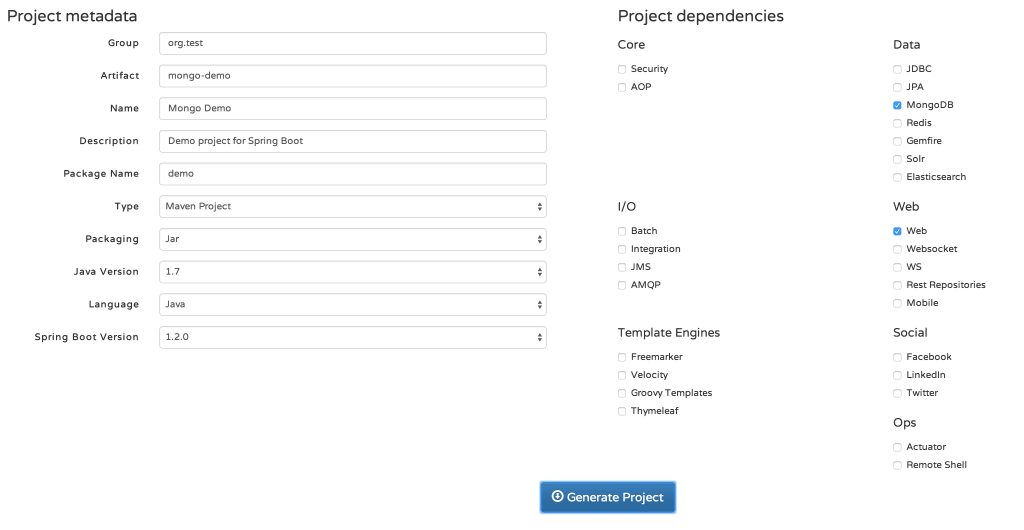 Project metadata
Group org.test
Artifact mongo-demo
Name Mongo Demo
Description Demo project for Spring Boot
Package Name demo
Type Maven Project
Packaging Jar
Java Version 1.7
Language Java
Spring Boot Version 1.2.0
Project dependencies
Core
Security
AOP
I/O
Batch
Integration
JMS
AMQP
Template Engines
Freemarker
Velocity
Groovy Templates
Thymeleaf
Data
JDBC
JPA
MongoDB
Redis
Gemfire
Solr
Elasticsearch
Web
Web
Websocket
WS
Rest Repositories
Mobile
Social
Facebook
LinkedIn
Twitter
Ops
Actuator
Remote Shell
Generate Project